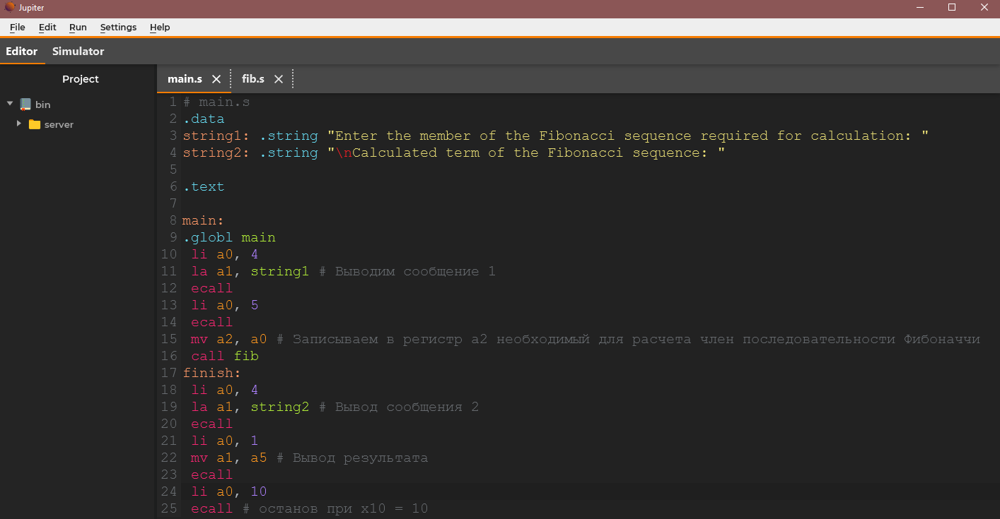 Jupiter
File Edit Run Settings Help
Editor Simulator
Project
bin
server
main.s fib.s
1 # main.s
2 .data
3 string1: .string "Enter the member of the Fibonacci sequence required for calculation: "
4 string2: .string "\nCalculated term of the Fibonacci sequence: "
5
6 .text
7
8 main:
9 .globl main
10 li a0, 4
11 la a1, string1 # Выводим сообщение 1
12 ecall
13 li a0, 5
14 ecall
15 mv a2, a0 # Записываем в регистр a2 необходимый для расчета член последовательности Фибоначчи
16 call fib
17 finish:
18 li a0, 4
19 la a1, string2 # Вывод сообщения 2
20 ecall
21 li a0, 1
22 mv a1, a5 # Вывод результата
23 ecall
24 li a0, 10
25 ecall # останов при x10 = 10